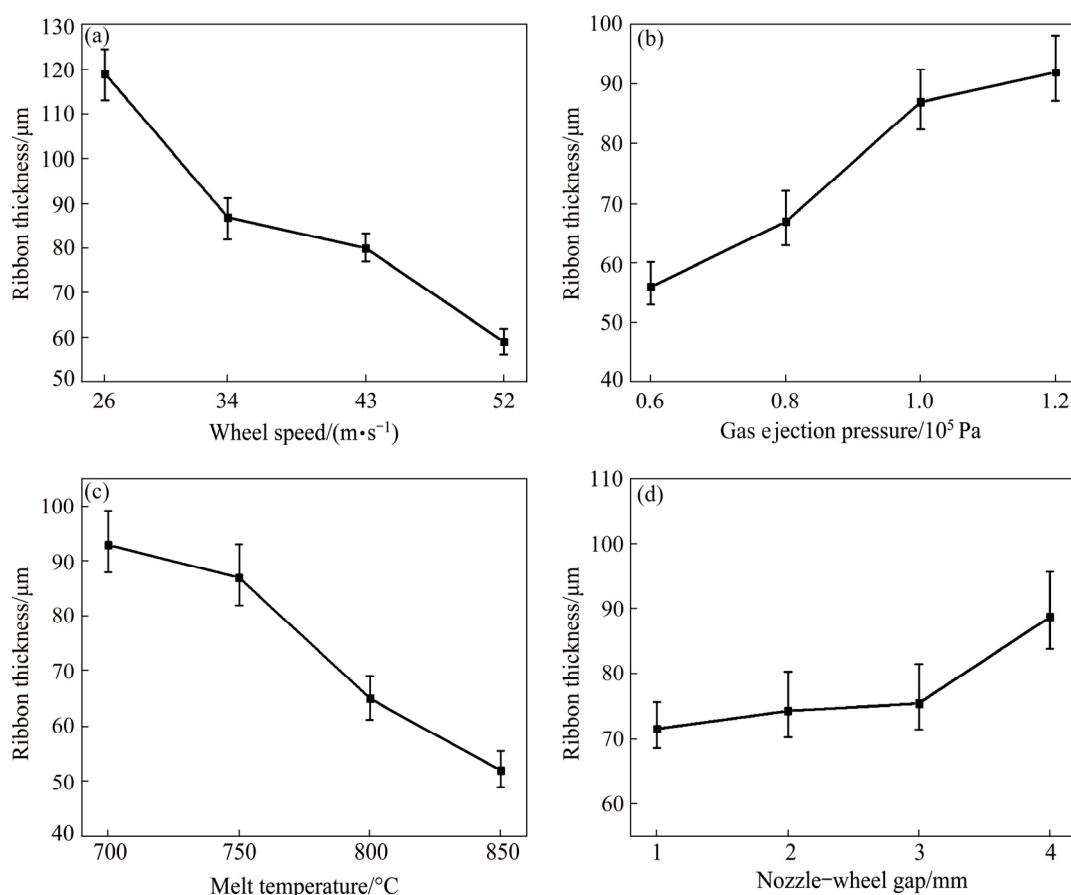 (a)
130
120
110
100
90
80
70
60
50
26 34 43 52
Ribbon thickness/μm
Wheel speed/(m•s⁻¹)
(b)
100
90
80
70
60
50
40
0.6 0.8 1.0 1.2
Ribbon thickness/μm
Gas ejection pressure/10⁵ Pa
(c)
100
90
80
70
60
50
40
700 750 800 850
Ribbon thickness/μm
Melt temperature/°C
(d)
110
100
90
80
70
60
1 2 3 4
Ribbon thickness/μm
Nozzle−wheel gap/mm